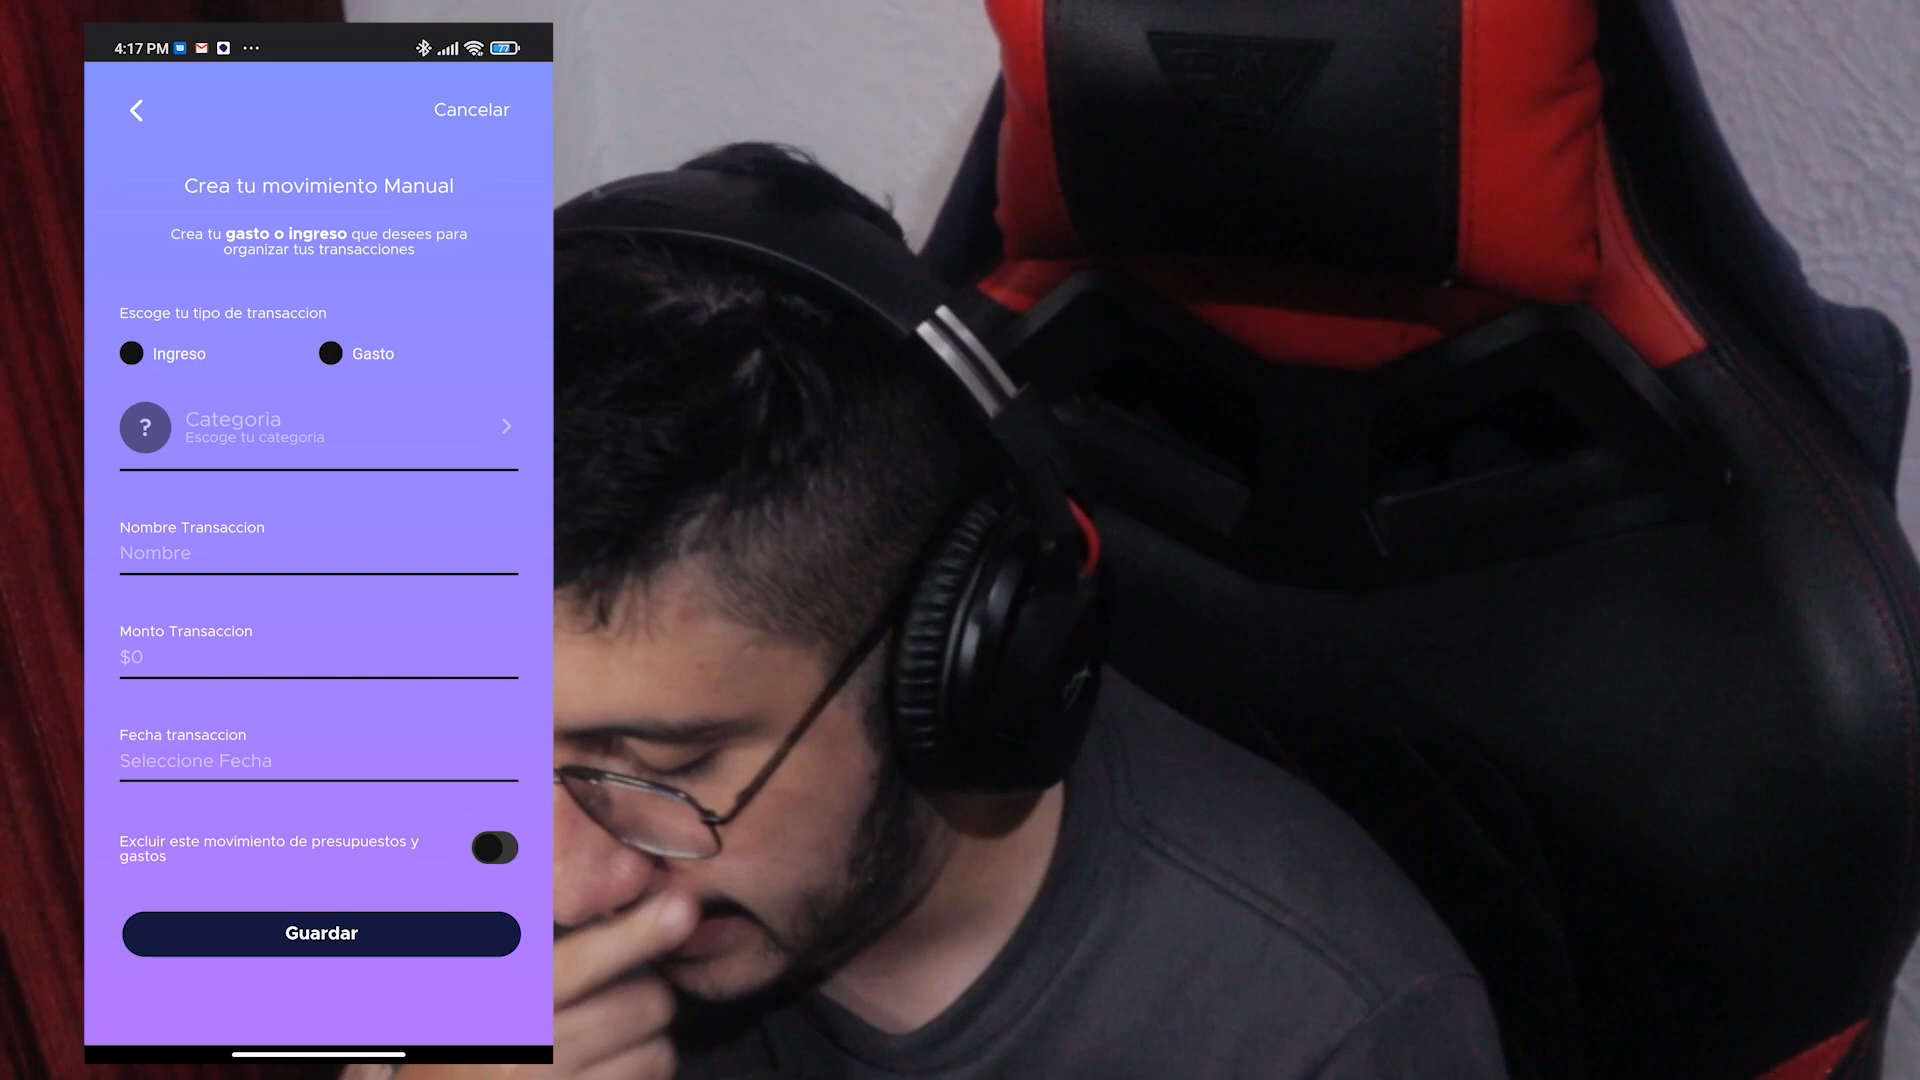 4:17 PM
77
Cancelar
Crea tu movimiento Manual
Crea tu gasto o ingreso que desees para
organizar tus transacciones
Escoge tu tipo de transaccion
Ingreso
Gasto
?
Categoria
Escoge tu categoria
Nombre Transaccion
Nombre
Monto Transaccion
$0
Fecha transaccion
Seleccione Fecha
Excluir este movimiento de presupuestos y
gastos
Guardar